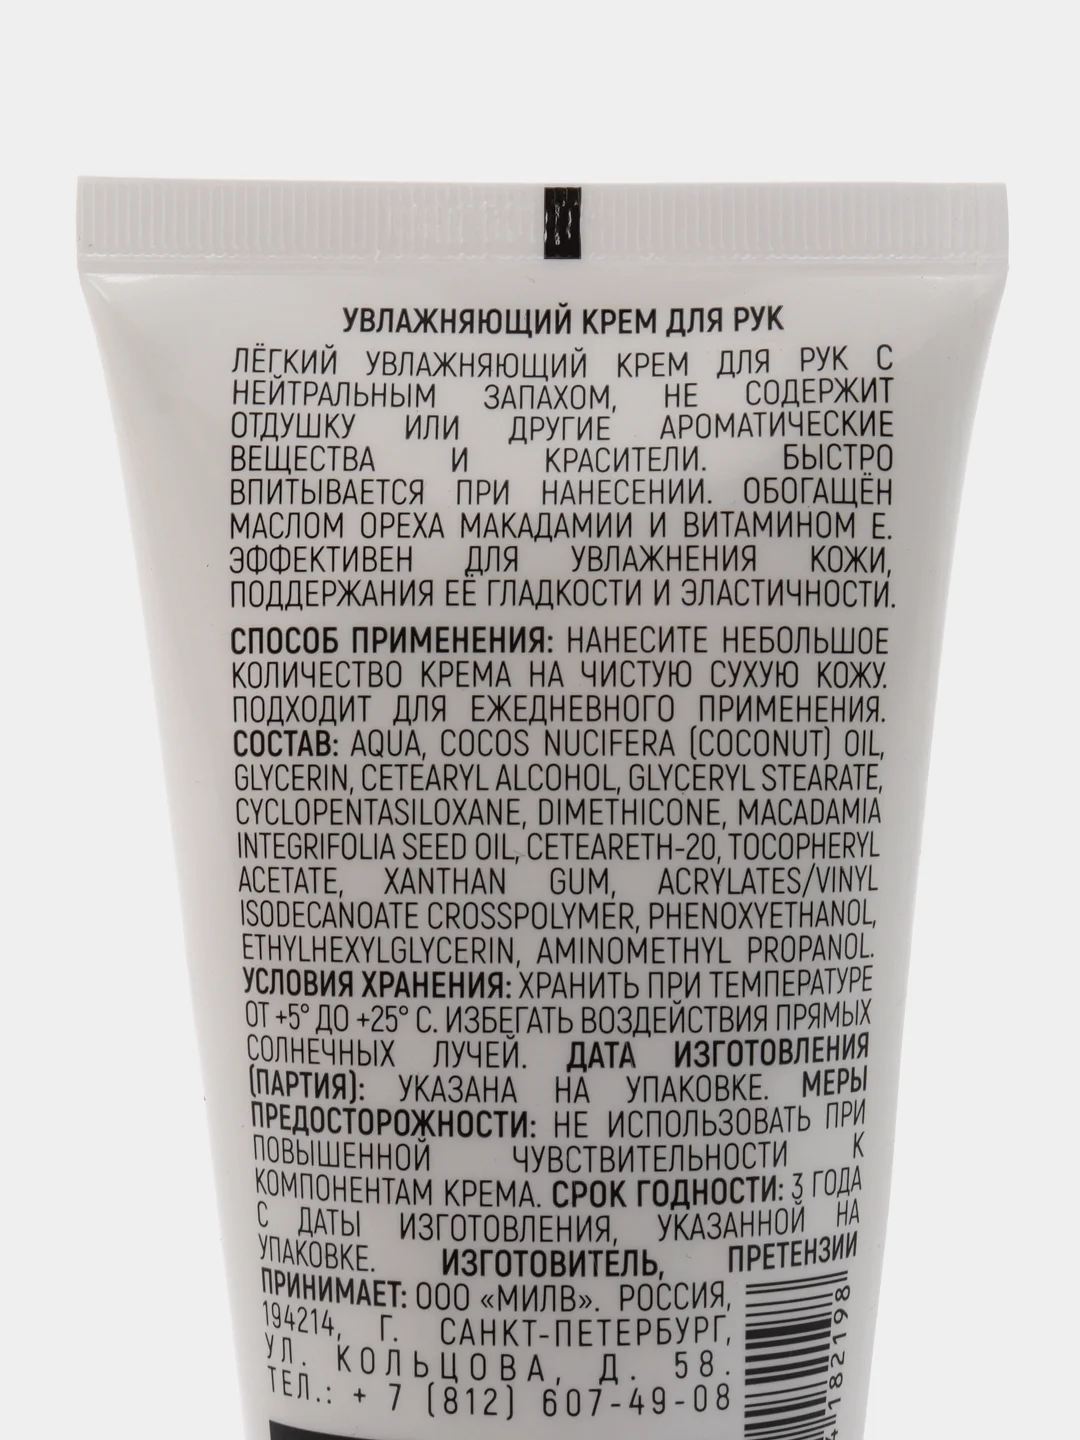 УВЛАЖНЯЮЩИЙ КРЕМ ДЛЯ РУК
ЛЁГКИЙ УВЛАЖНЯЮЩИЙ КРЕМ ДЛЯ РУК С
НЕЙТРАЛЬНЫМ ЗАПАХОМ, НЕ СОДЕРЖИТ
ОТДУШКУ ИЛИ ДРУГИЕ АРОМАТИЧЕСКИЕ
ВЕЩЕСТВА И КРАСИТЕЛИ. БЫСТРО
ВПИТЫВАЕТСЯ ПРИ НАНЕСЕНИИ. ОБОГАЩЁН
МАСЛОМ ОРЕХА МАКАДАМИИ И ВИТАМИНОМ Е.
ЭФФЕКТИВЕН ДЛЯ УВЛАЖНЕНИЯ КОЖИ,
ПОДДЕРЖАНИЯ ЕЁ ГЛАДКОСТИ И ЭЛАСТИЧНОСТИ.
СПОСОБ ПРИМЕНЕНИЯ: НАНЕСИТЕ НЕБОЛЬШОЕ
КОЛИЧЕСТВО КРЕМА НА ЧИСТУЮ СУХУЮ КОЖУ.
ПОДХОДИТ ДЛЯ ЕЖЕДНЕВНОГО ПРИМЕНЕНИЯ.
СОСТАВ: AQUA, COCOS NUCIFERA (COCONUT) OIL,
GLYCERIN, CETEARYL ALCOHOL, GLYCERYL STEARATE,
CYCLOPENTASILOXANE, DIMETHICONE, MACADAMIA
INTEGRIFOLIA SEED OIL, CETEARETH-20, TOCOPHERYL
ACETATE, XANTHAN GUM, ACRYLATES/VINYL
ISODECANOATE CROSSPOLYMER, PHENOXYETHANOL,
ETHYLHEXYLGLYCERIN, AMINOMETHYL PROPANOL.
УСЛОВИЯ ХРАНЕНИЯ: ХРАНИТЬ ПРИ ТЕМПЕРАТУРЕ
ОТ +5° ДО +25° С. ИЗБЕГАТЬ ВОЗДЕЙСТВИЯ ПРЯМЫХ
СОЛНЕЧНЫХ ЛУЧЕЙ. ДАТА ИЗГОТОВЛЕНИЯ
(ПАРТИЯ): УКАЗАНА НА УПАКОВКЕ. МЕРЫ
ПРЕДОСТОРОЖНОСТИ: НЕ ИСПОЛЬЗОВАТЬ ПРИ
ПОВЫШЕННОЙ ЧУВСТВИТЕЛЬНОСТИ К
КОМПОНЕНТАМ КРЕМА. СРОК ГОДНОСТИ: 3 ГОДА
С ДАТЫ ИЗГОТОВЛЕНИЯ, УКАЗАННОЙ НА
УПАКОВКЕ. ИЗГОТОВИТЕЛЬ, ПРЕТЕНЗИИ
ПРИНИМАЕТ: ООО «МИЛВ». РОССИЯ,
194214, Г. САНКТ-ПЕТЕРБУРГ,
УЛ. КОЛЬЦОВА, Д. 58.
ТЕЛ.: + 7 (812) 607-49-08
182198